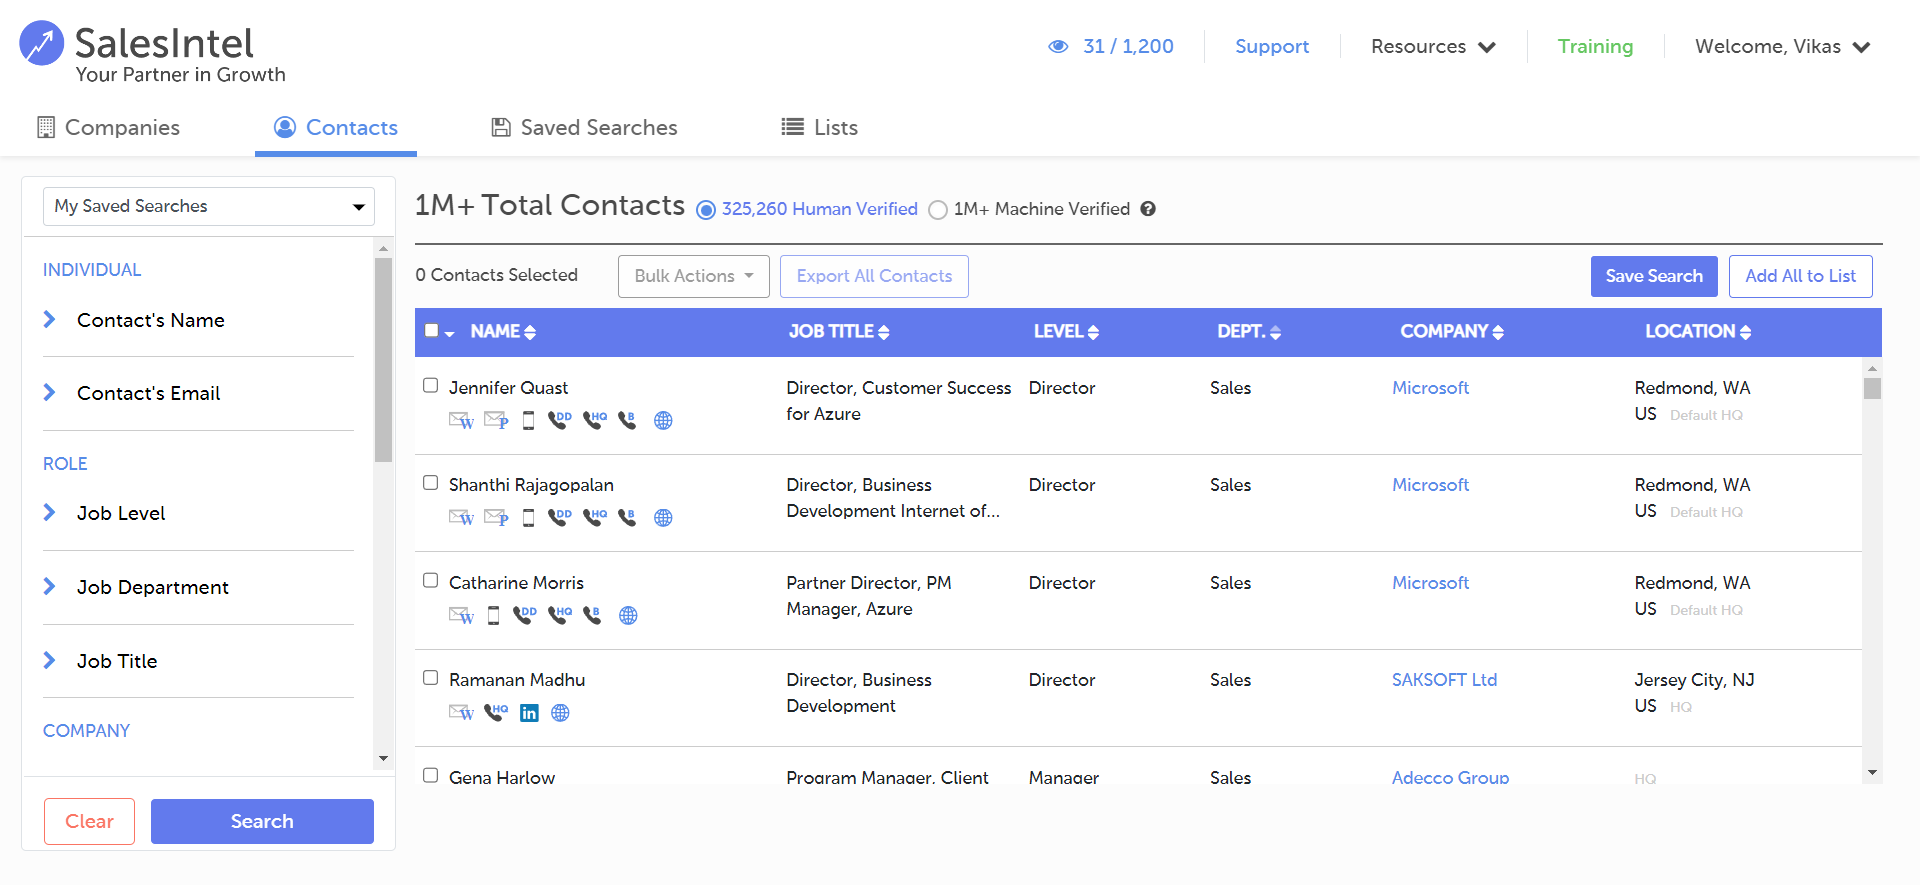 SalesIntel
Your Partner in Growth
31 / 1,200
Support
Resources
Training
Welcome, Vikas
Companies
Contacts
Saved Searches
Lists
My Saved Searches
INDIVIDUAL
Contact's Name
Contact's Email
ROLE
Job Level
Job Department
Job Title
COMPANY
Clear
Search
1M+ Total Contacts
325,260 Human Verified
1M+ Machine Verified
?
0 Contacts Selected
Bulk Actions
Export All Contacts
Save Search
Add All to List
NAME JOB TITLE LEVEL DEPT. COMPANY LOCATION
Jennifer Quast Director, Customer Success Director Sales Microsoft Redmond, WA
for Azure US Default HQ
W P DD HQ B
Shanthi Rajagopalan Director, Business Director Sales Microsoft Redmond, WA
Development Internet of... US Default HQ
W P DD HQ B
Catharine Morris Partner Director, PM Director Sales Microsoft Redmond, WA
Manager, Azure US Default HQ
W DD HQ B
Ramanan Madhu Director, Business Director Sales SAKSOFT Ltd Jersey City, NJ
Development US HQ
W HQ in
Gena Harlow Program Manager, Client Manager Sales Adecco Group HQ